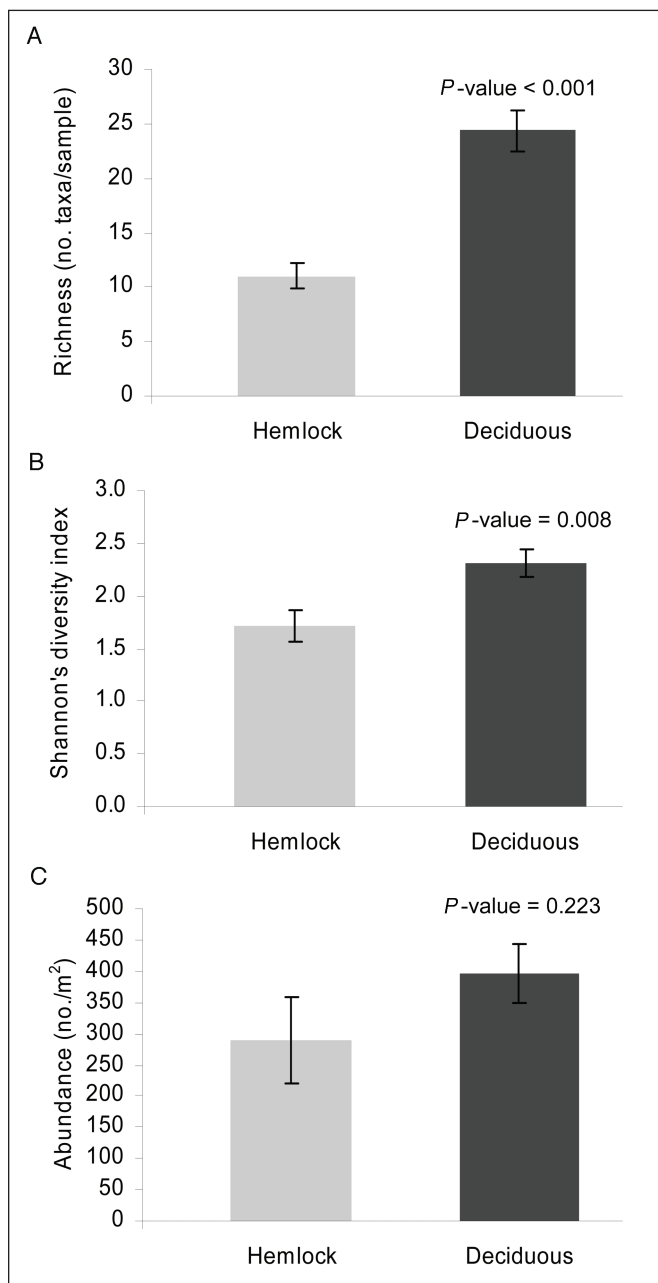 A
30
P-value < 0.001
25
20
15
10
5
0
Richness (no. taxa/sample)
Hemlock Deciduous
B
3.0
P-value = 0.008
2.5
2.0
1.5
1.0
0.5
0.0
Shannon's diversity index
Hemlock Deciduous
C
500
P-value = 0.223
450
400
350
300
250
200
150
100
50
0
Abundance (no./m²)
Hemlock Deciduous